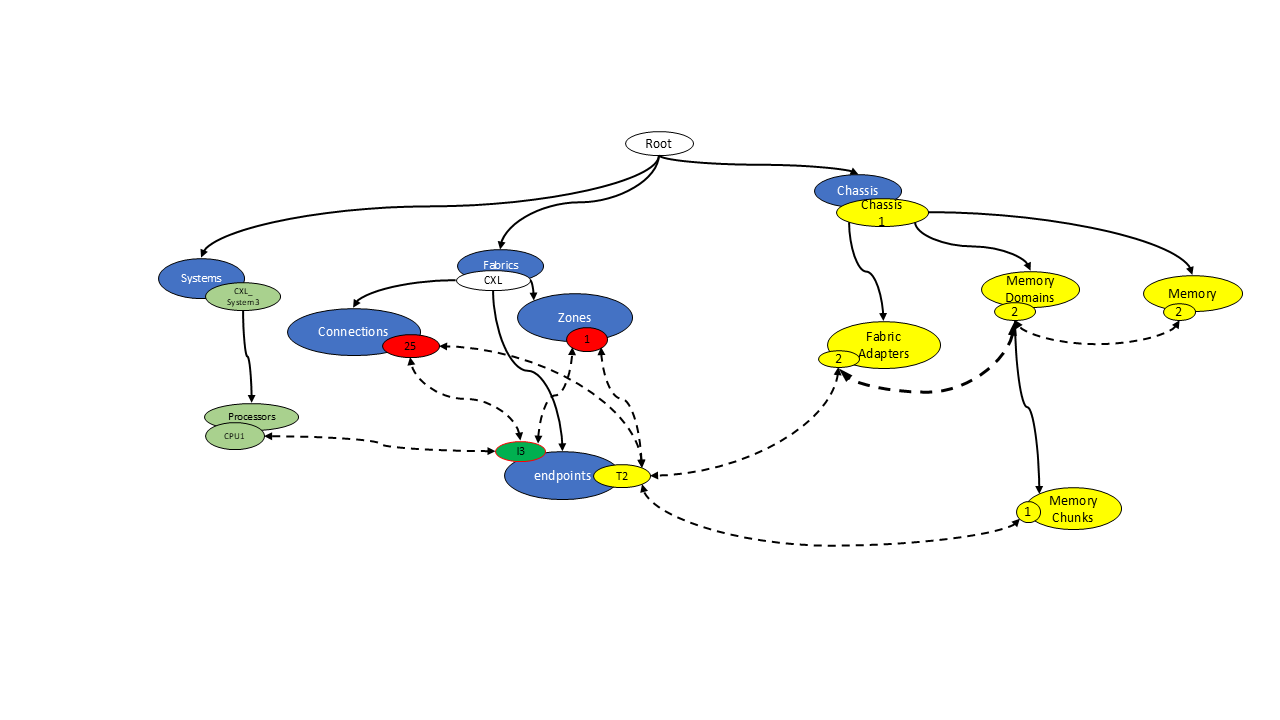 Root
Chassis
Chassis
1
Systems
CXL_
System3
Fabrics
CXL
Memory
Domains
2
Memory
2
Connections
25
Zones
1
Fabric
Adapters
2
Processors
CPU1
I3
endpoints
T2
Memory
Chunks
1